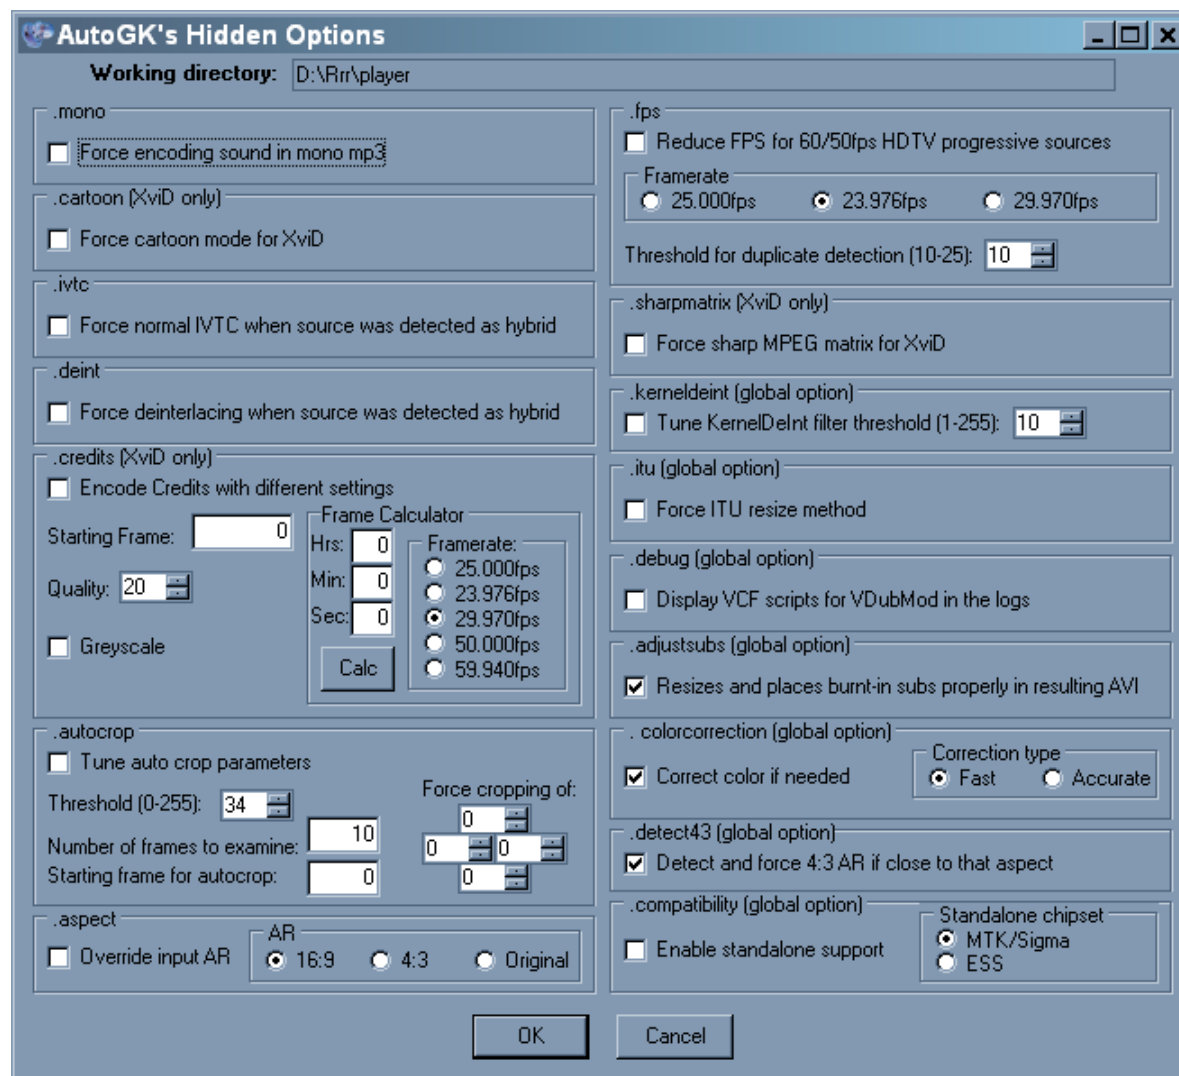 AutoGK's Hidden Options
Working directory: D:\Rrr\player
.mono
Force encoding sound in mono mp3
.cartoon (XviD only)
Force cartoon mode for XviD
.ivtc
Force normal IVTC when source was detected as hybrid
.deint
Force deinterlacing when source was detected as hybrid
.credits (XviD only)
Encode Credits with different settings
Starting Frame: 0
Quality: 20
Greyscale
Frame Calculator
Hrs: 0
Min: 0
Sec: 0
Calc
Framerate:
25.000fps
23.976fps
29.970fps
50.000fps
59.940fps
.autocrop
Tune auto crop parameters
Threshold (0-255): 34
Number of frames to examine: 10
Starting frame for autocrop: 0
Force cropping of:
0
0 0
0
.aspect
Override input AR
AR
16:9 4:3 Original
.fps
Reduce FPS for 60/50fps HDTV progressive sources
Framerate
25.000fps 23.976fps 29.970fps
Threshold for duplicate detection (10-25): 10
.sharpmatrix (XviD only)
Force sharp MPEG matrix for XviD
.kerneldeint (global option)
Tune KernelDeInt filter threshold (1-255): 10
.itu (global option)
Force ITU resize method
.debug (global option)
Display VCF scripts for VDubMod in the logs
.adjustsubs (global option)
Resizes and places burnt-in subs properly in resulting AVI
. colorcorrection (global option)
Correct color if needed
Correction type
Fast Accurate
.detect43 (global option)
Detect and force 4:3 AR if close to that aspect
.compatibility (global option)
Enable standalone support
Standalone chipset
MTK/Sigma
ESS
OK Cancel